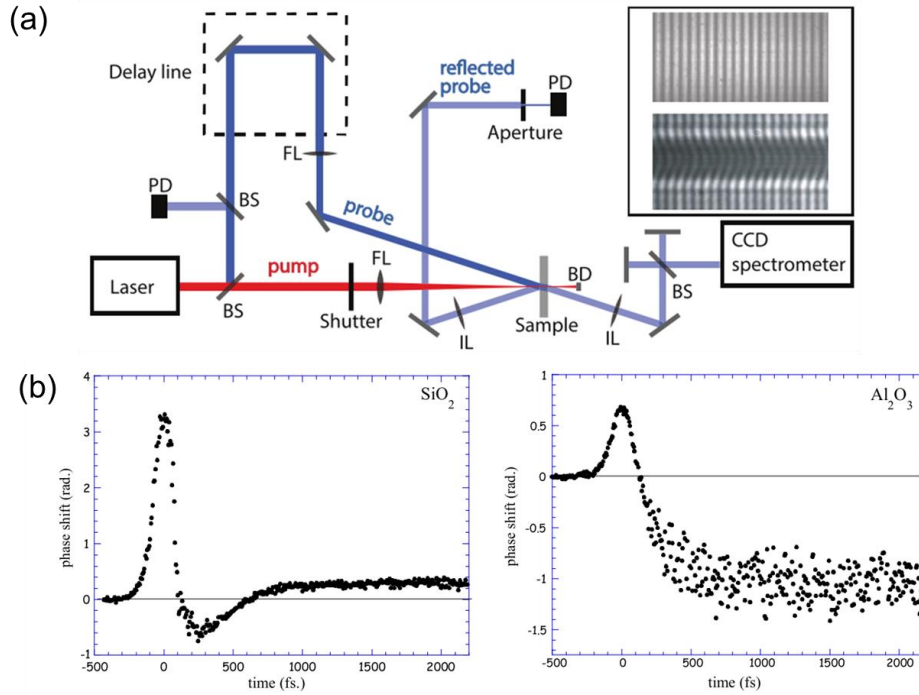 (a)
Delay line
reflected
probe
PD
Aperture
FL
PD
BS
probe
CCD
spectrometer
Laser
pump
FL
BD
BS
BS
Shutter
IL
Sample
IL
(b)
SiO2
4
3
2
1
0
-1
phase shift (rad.)
-500 0 500 1000 1500 2000
time (fs.)
Al2O3
1
0.5
0
-0.5
-1
-1.5
phase shift (rad.)
-500 0 500 1000 1500 2000
time (fs)